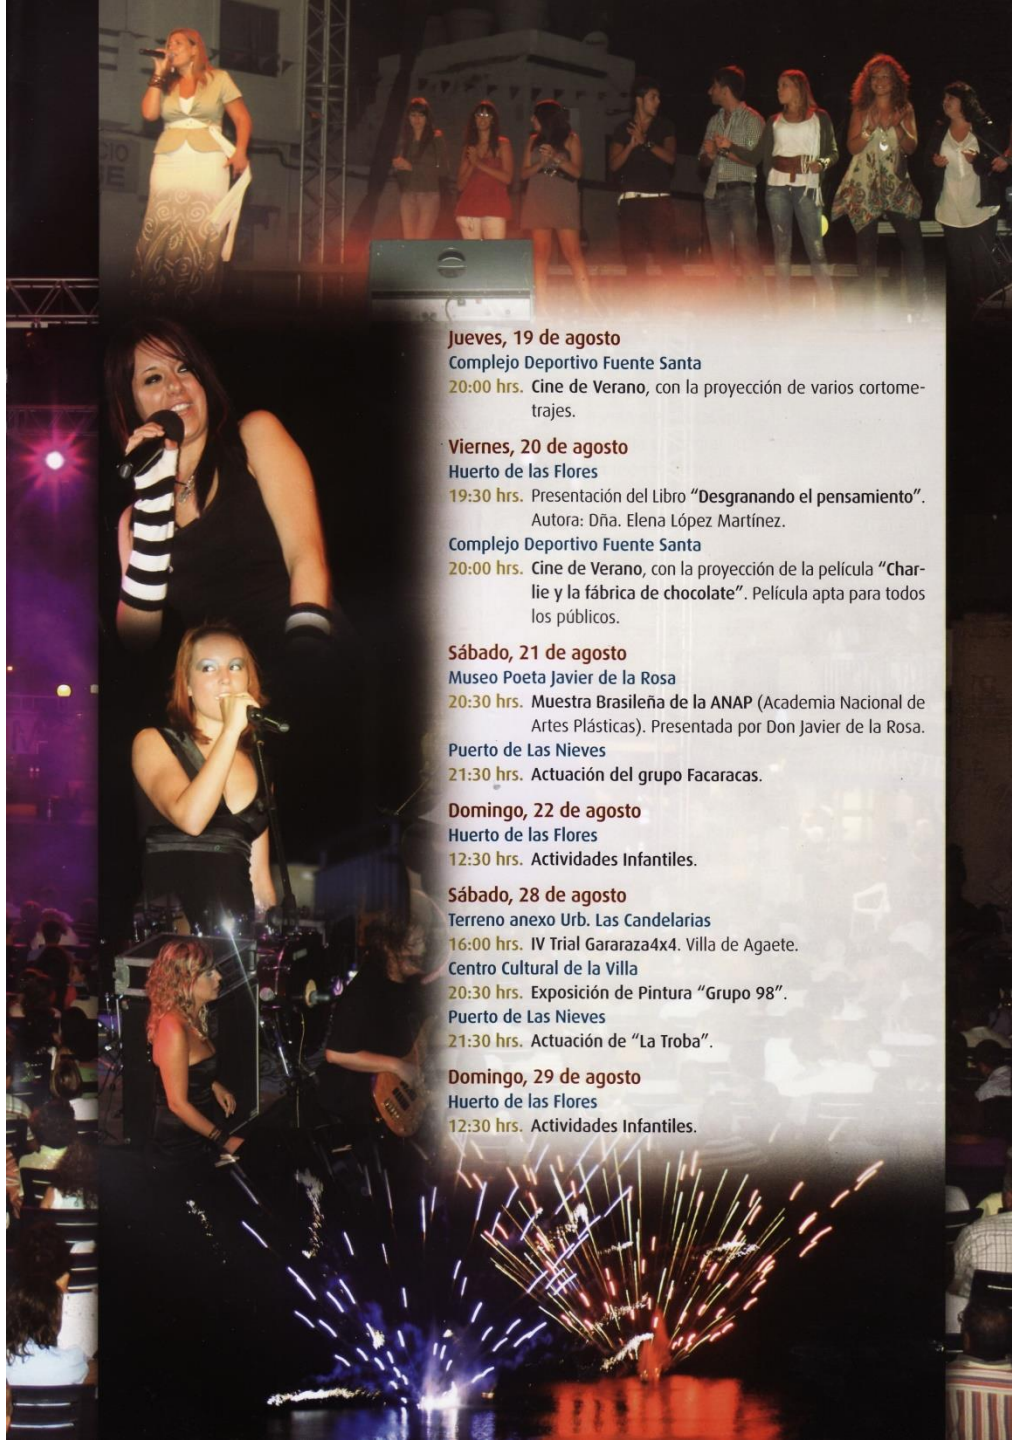 Jueves, 19 de agosto
Complejo Deportivo Fuente Santa
20:00 hrs. Cine de Verano, con la proyección de varios cortome-
trajes.
Viernes, 20 de agosto
Huerto de las Flores
19:30 hrs. Presentación del Libro “Desgranando el pensamiento”.
Autora: Dña. Elena López Martínez.
Complejo Deportivo Fuente Santa
20:00 hrs. Cine de Verano, con la proyección de la película “Char-
lie y la fábrica de chocolate”. Película apta para todos
los públicos.
Sábado, 21 de agosto
Museo Poeta Javier de la Rosa
20:30 hrs. Muestra Brasileña de la ANAP (Academia Nacional de
Artes Plásticas). Presentada por Don Javier de la Rosa.
Puerto de Las Nieves
21:30 hrs. Actuación del grupo Facaracas.
Domingo, 22 de agosto
Huerto de las Flores
12:30 hrs. Actividades Infantiles.
Sábado, 28 de agosto
Terreno anexo Urb. Las Candelarias
16:00 hrs. IV Trial Gararaza4x4. Villa de Agaete.
Centro Cultural de la Villa
20:30 hrs. Exposición de Pintura “Grupo 98”.
Puerto de Las Nieves
21:30 hrs. Actuación de “La Troba”.
Domingo, 29 de agosto
Huerto de las Flores
12:30 hrs. Actividades Infantiles.